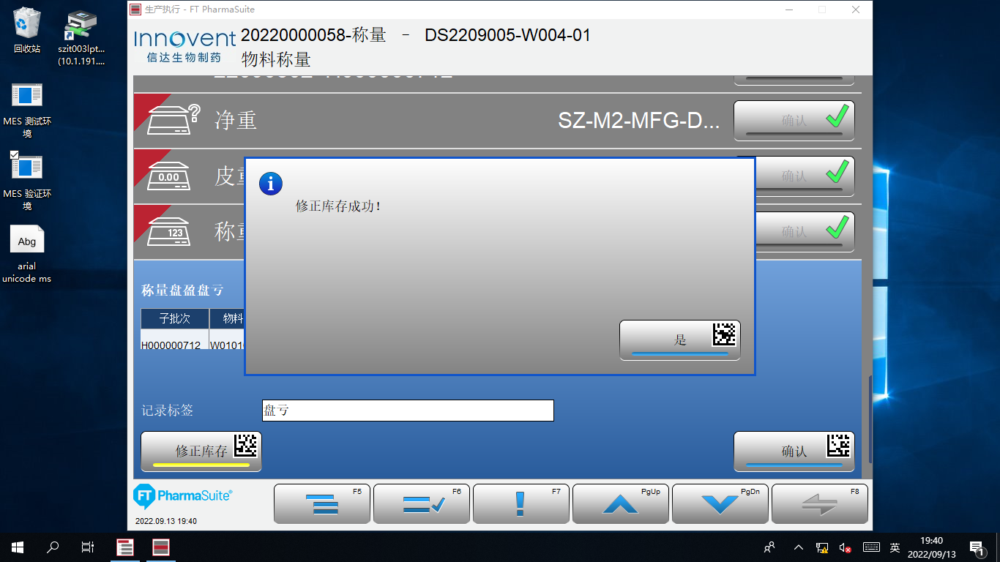 回收站
szit003lpt...
(10.1.191....
MES 测试环
境
MES 验证环
境
Abg
arial
unicode ms
生产执行 - FT PharmaSuite
Innovent
信达生物制药
20220000058-称量 - DS2209005-W004-01
物料称量
净重
SZ-M2-MFG-D...
确认
0.00
皮重
确认
123
称重
确认
修正库存成功!
是
称量盘盈盘亏
子批次
物料
H000000712
W0101
记录标签
盘亏
修正库存
确认
FT PharmaSuite®
2022.09.13 19:40
F5
F6
F7
PgUp
PgDn
F8
英
19:40
2022/09/13
1